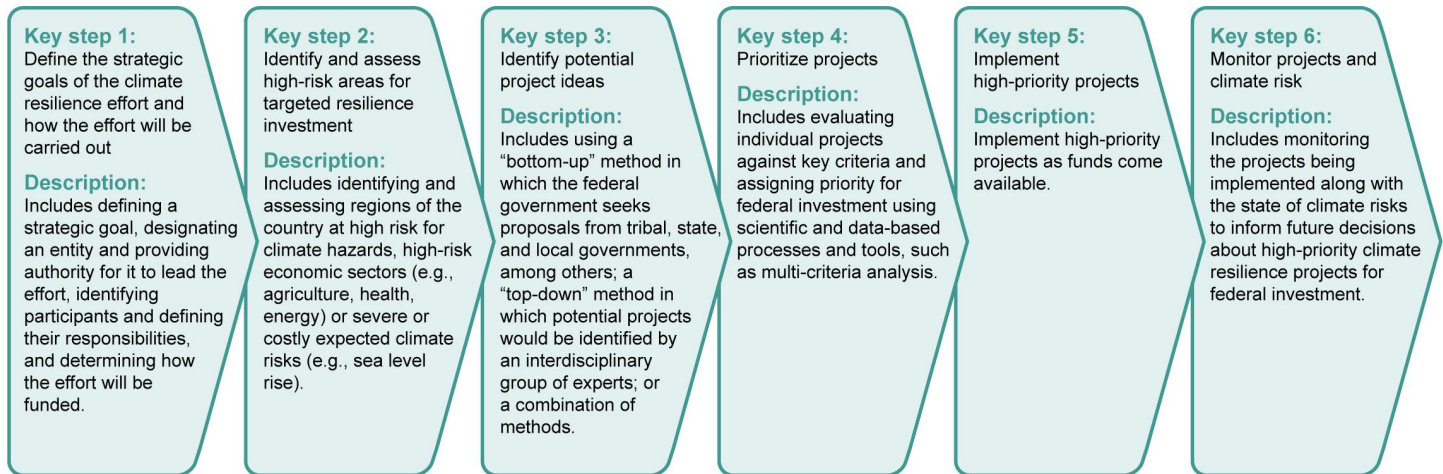 Key step 1:
Define the strategic
goals of the climate
resilience effort and
how the effort will be
carried out
Description:
Includes defining a
strategic goal, designating
an entity and providing
authority for it to lead the
effort, identifying
participants and defining
their responsibilities,
and determining how
the effort will be
funded.
Key step 2:
Identify and assess
high-risk areas for
targeted resilience
investment
Description:
Includes identifying and
assessing regions of the
country at high risk for
climate hazards, high-risk
economic sectors (e.g.,
agriculture, health,
energy) or severe or
costly expected climate
risks (e.g., sea level
rise).
Key step 3:
Identify potential
project ideas
Description:
Includes using a
“bottom-up” method in
which the federal
government seeks
proposals from tribal, state,
and local governments,
among others; a
“top-down” method in
which potential projects
would be identified by
an interdisciplinary
group of experts; or
a combination of
methods.
Key step 4:
Prioritize projects
Description:
Includes evaluating
individual projects
against key criteria and
assigning priority for
federal investment using
scientific and data-based
processes and tools, such
as multi-criteria analysis.
Key step 5:
Implement
high-priority projects
Description:
Implement high-priority
projects as funds come
available.
Key step 6:
Monitor projects and
climate risk
Description:
Includes monitoring
the projects being
implemented along with
the state of climate risks
to inform future decisions
about high-priority climate
resilience projects for
federal investment.